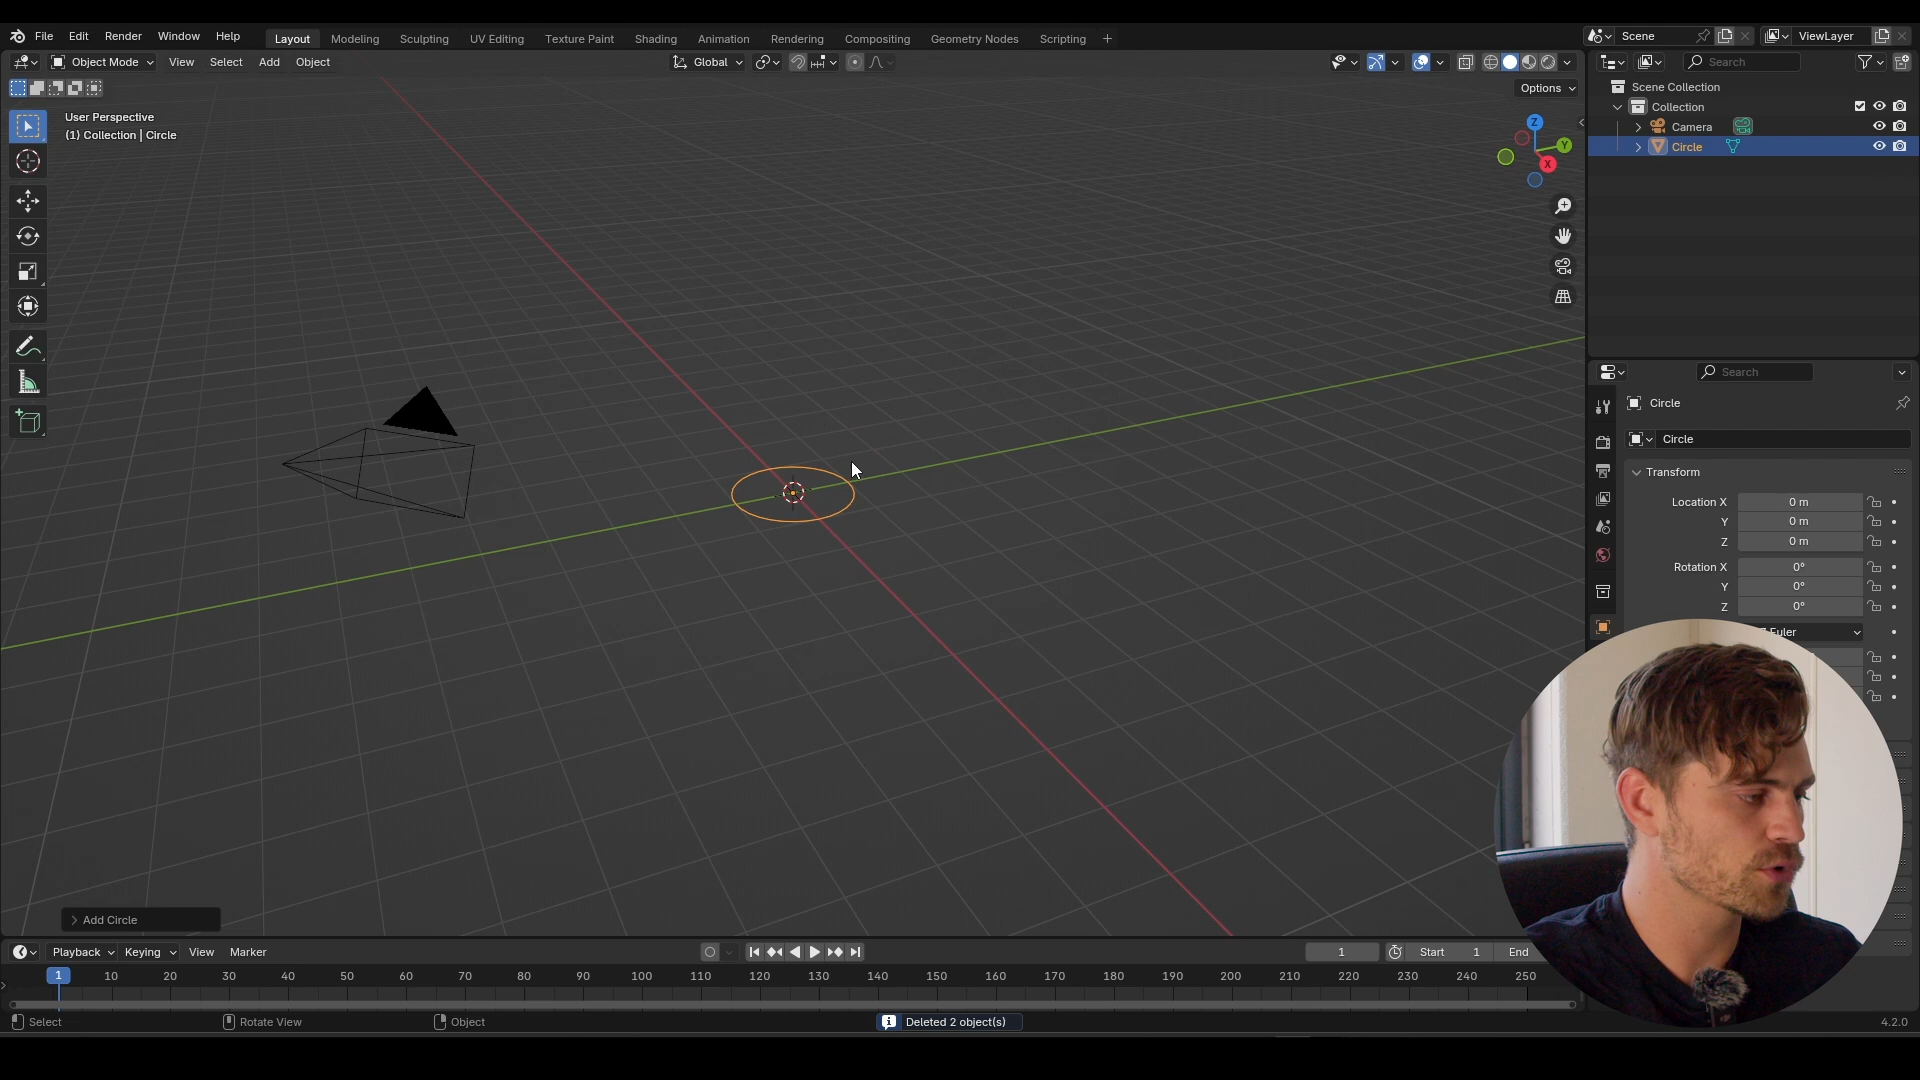 File Edit Render Window Help Layout Modeling Sculpting UV Editing Texture Paint Shading Animation Rendering Compositing Geometry Nodes Scripting + Scene ViewLayer
Object Mode View Select Add Object Global Search
Options
User Perspective
(1) Collection | Circle
Z
Y
X
Scene Collection
Collection
Camera
Circle
Search
Circle
Circle
Transform
Location X 0 m
Y 0 m
Z 0 m
Rotation X 0°
Y 0°
Z 0°
Euler
Add Circle
Playback Keying View Marker 1 Start 1 End
1 10 20 30 40 50 60 70 80 90 100 110 120 130 140 150 160 170 180 190 200 210 220 230 240 250
Select Rotate View Object Deleted 2 object(s) 4.2.0